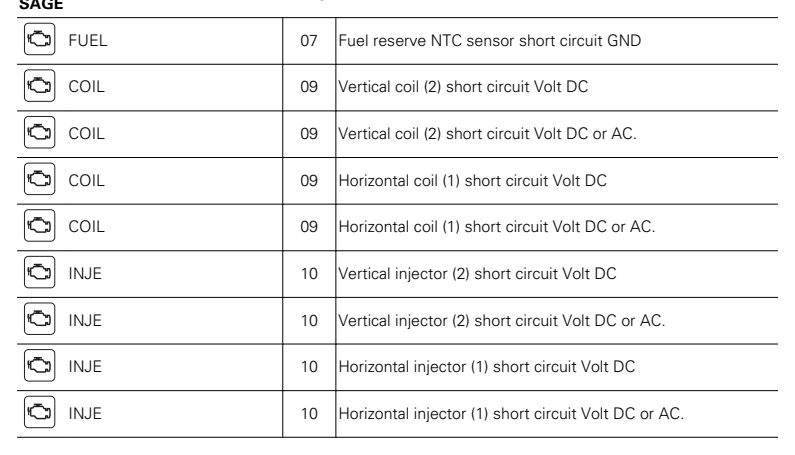 SAGE
FUEL 07 Fuel reserve NTC sensor short circuit GND
COIL 09 Vertical coil (2) short circuit Volt DC
COIL 09 Vertical coil (2) short circuit Volt DC or AC.
COIL 09 Horizontal coil (1) short circuit Volt DC
COIL 09 Horizontal coil (1) short circuit Volt DC or AC.
INJE 10 Vertical injector (2) short circuit Volt DC
INJE 10 Vertical injector (2) short circuit Volt DC or AC.
INJE 10 Horizontal injector (1) short circuit Volt DC
INJE 10 Horizontal injector (1) short circuit Volt DC or AC.